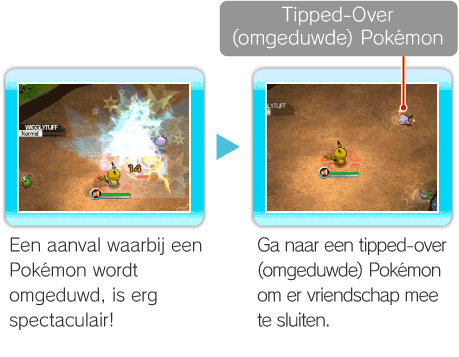 Tipped-Over
(omgeduwde) Pokémon
WIGGLYTUFF
Normal
14
Een aanval waarbij een
Pokémon wordt
omgeduwd, is erg
spectaculair!
Ga naar een tipped-over
(omgeduwde) Pokémon
om er vriendschap mee
te sluiten.